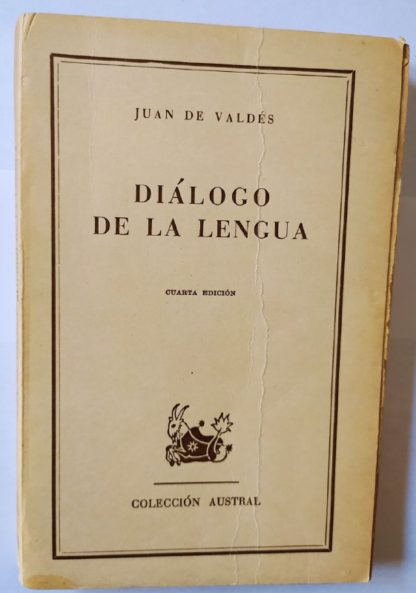 JUAN DE VALDÉS
DIÁLOGO
DE LA LENGUA
CUARTA EDICIÓN
COLECCIÓN AUSTRAL